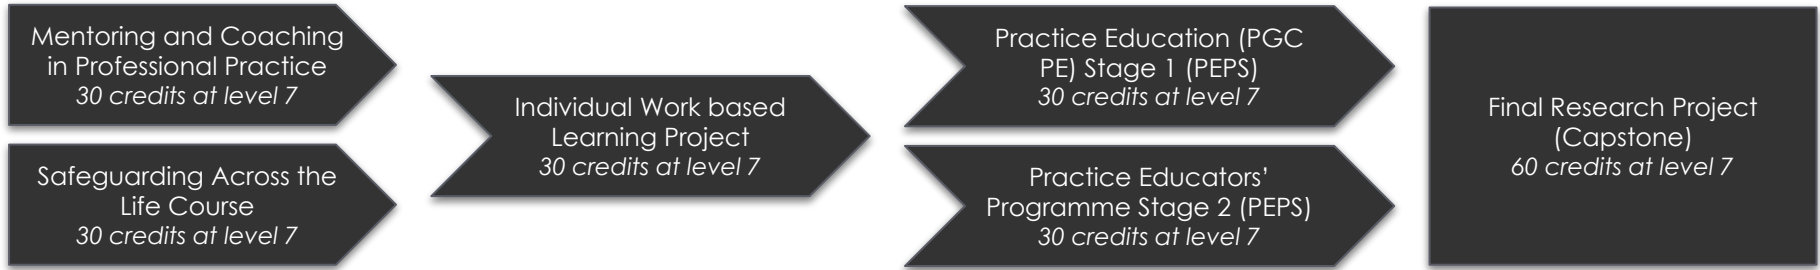 Mentoring and Coaching
in Professional Practice
30 credits at level 7
Safeguarding Across the
Life Course
30 credits at level 7
Individual Work based
Learning Project
30 credits at level 7
Practice Education (PGC
PE) Stage 1 (PEPS)
30 credits at level 7
Practice Educators’
Programme Stage 2 (PEPS)
30 credits at level 7
Final Research Project
(Capstone)
60 credits at level 7